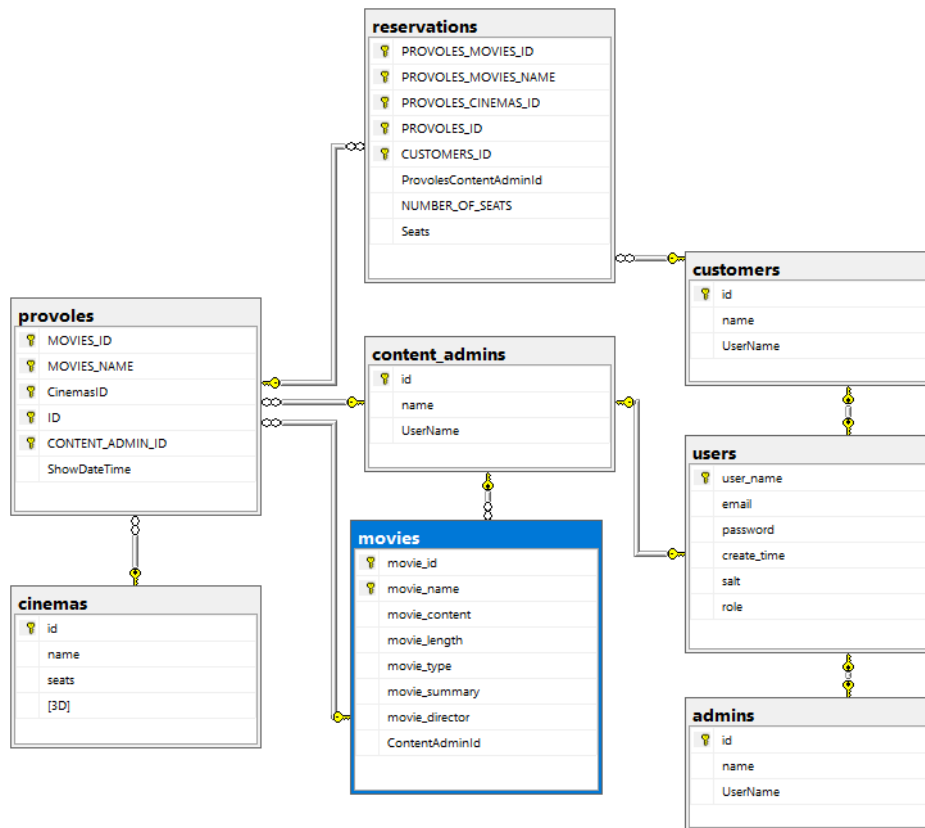 reservations
PROVOLES_MOVIES_ID
PROVOLES_MOVIES_NAME
PROVOLES_CINEMAS_ID
PROVOLES_ID
CUSTOMERS_ID
ProvolesContentAdminId
NUMBER_OF_SEATS
Seats
customers
id
name
UserName
provoles
MOVIES_ID
MOVIES_NAME
CinemasID
ID
CONTENT_ADMIN_ID
ShowDateTime
content_admins
id
name
UserName
users
user_name
email
password
create_time
salt
role
movies
movie_id
movie_name
movie_content
movie_length
movie_type
movie_summary
movie_director
ContentAdminId
cinemas
id
name
seats
[3D]
admins
id
name
UserName